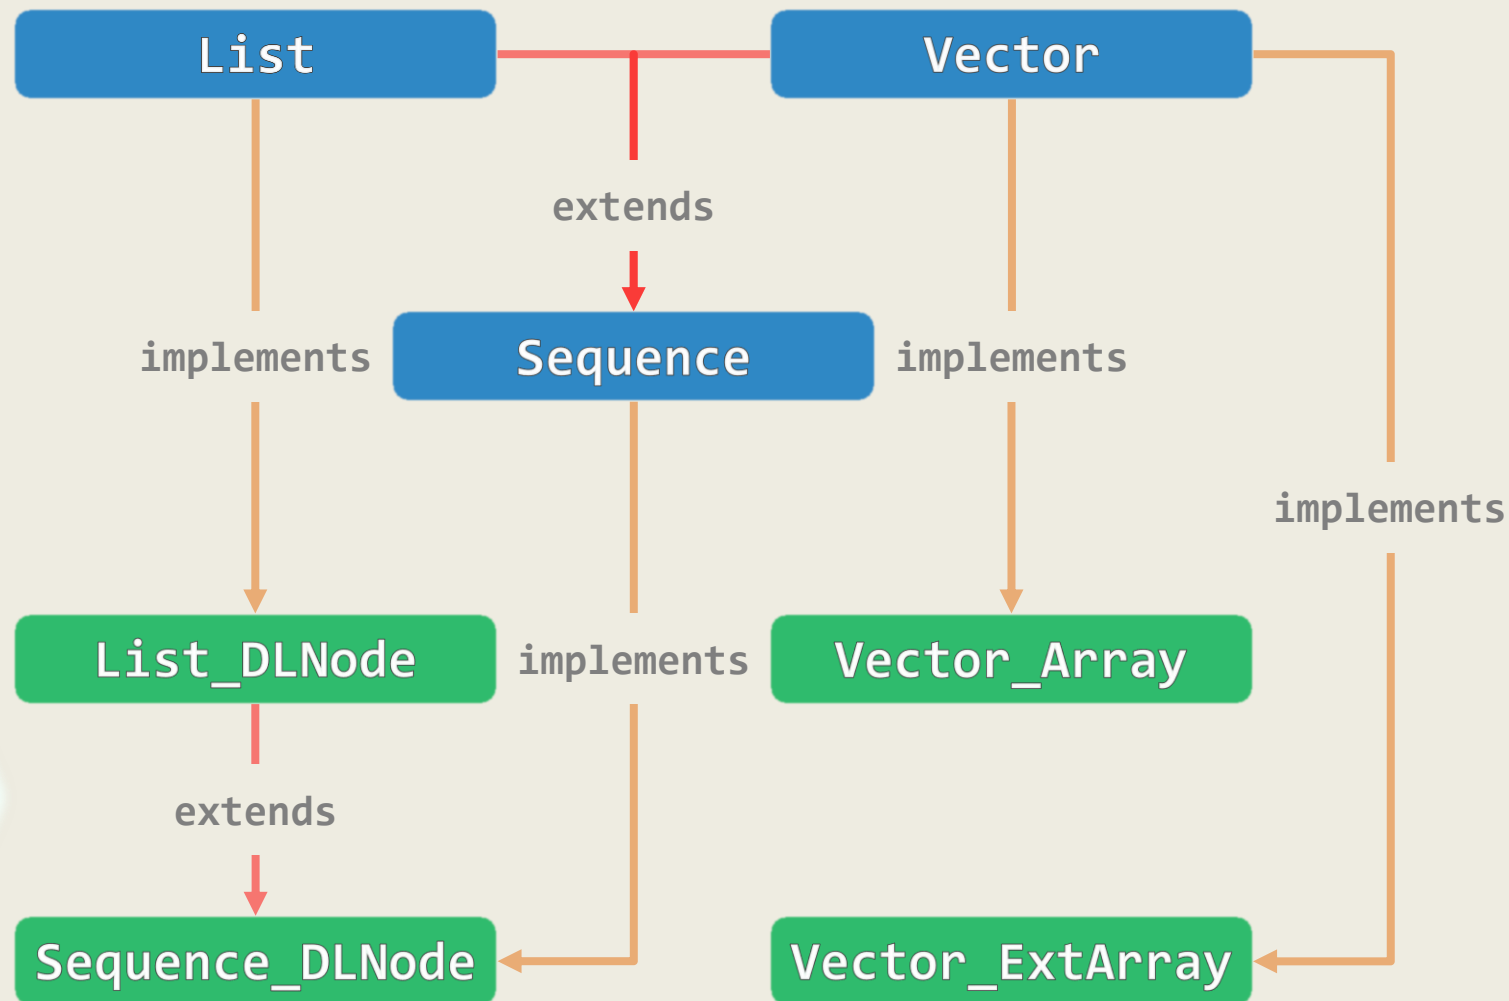 List
Vector
extends
implements
Sequence
implements
implements
List_DLNode
implements
Vector_Array
extends
Sequence_DLNode
Vector_ExtArray